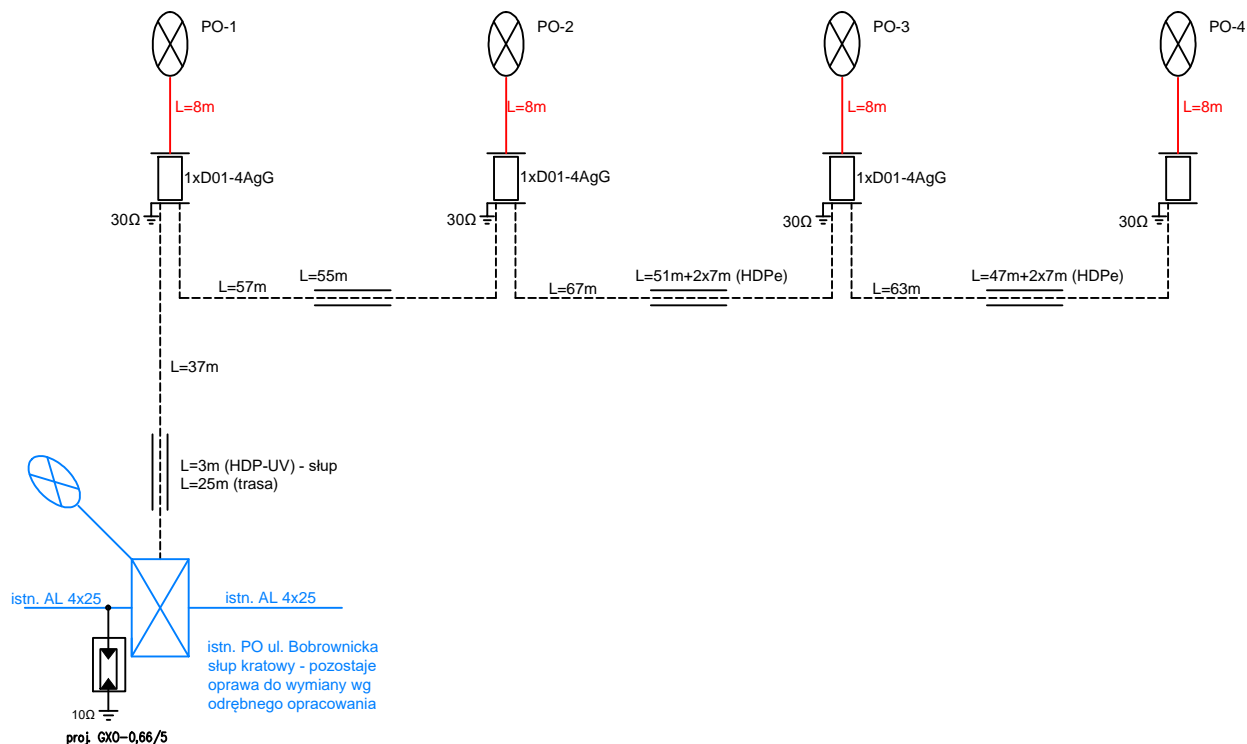 PO-1
PO-2
PO-3
PO-4
L=8m
L=8m
L=8m
L=8m
1xD01-4AgG
1xD01-4AgG
1xD01-4AgG
30Ω
30Ω
30Ω
30Ω
L=55m
L=51m+2x7m (HDPe)
L=47m+2x7m (HDPe)
L=57m
L=67m
L=63m
L=37m
L=3m (HDP-UV) - słup
L=25m (trasa)
istn. AL 4x25
istn. AL 4x25
istn. PO ul. Bobrownicka
słup kratowy - pozostaje
oprawa do wymiany wg
odrębnego opracowania
10Ω
proj. GXO-0,66/5